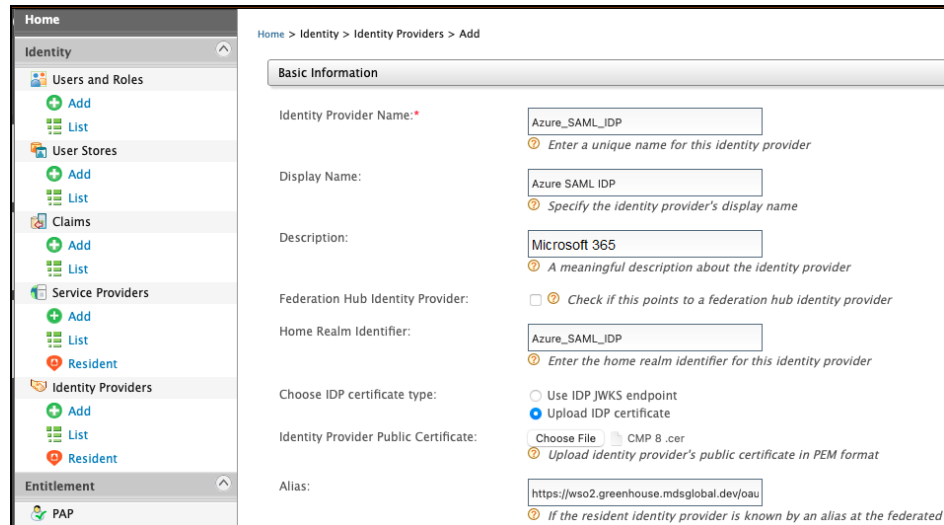 Home
Identity
Users and Roles
Add
List
User Stores
Add
List
Claims
Add
List
Service Providers
Add
List
Resident
Identity Providers
Add
List
Resident
Entitlement
PAP
Home > Identity > Identity Providers > Add
Basic Information
Identity Provider Name:*
Azure_SAML_IDP
Enter a unique name for this identity provider
Display Name:
Azure SAML IDP
Specify the identity provider's display name
Description:
Microsoft 365
A meaningful description about the identity provider
Federation Hub Identity Provider:
Check if this points to a federation hub identity provider
Home Realm Identifier:
Azure_SAML_IDP
Enter the home realm identifier for this identity provider
Choose IDP certificate type:
Use IDP JWKS endpoint
Upload IDP certificate
Identity Provider Public Certificate:
Choose File CMP 8 .cer
Upload identity provider's public certificate in PEM format
Alias:
https://wso2.greenhouse.mdsglobal.dev/oau
If the resident identity provider is known by an alias at the federated